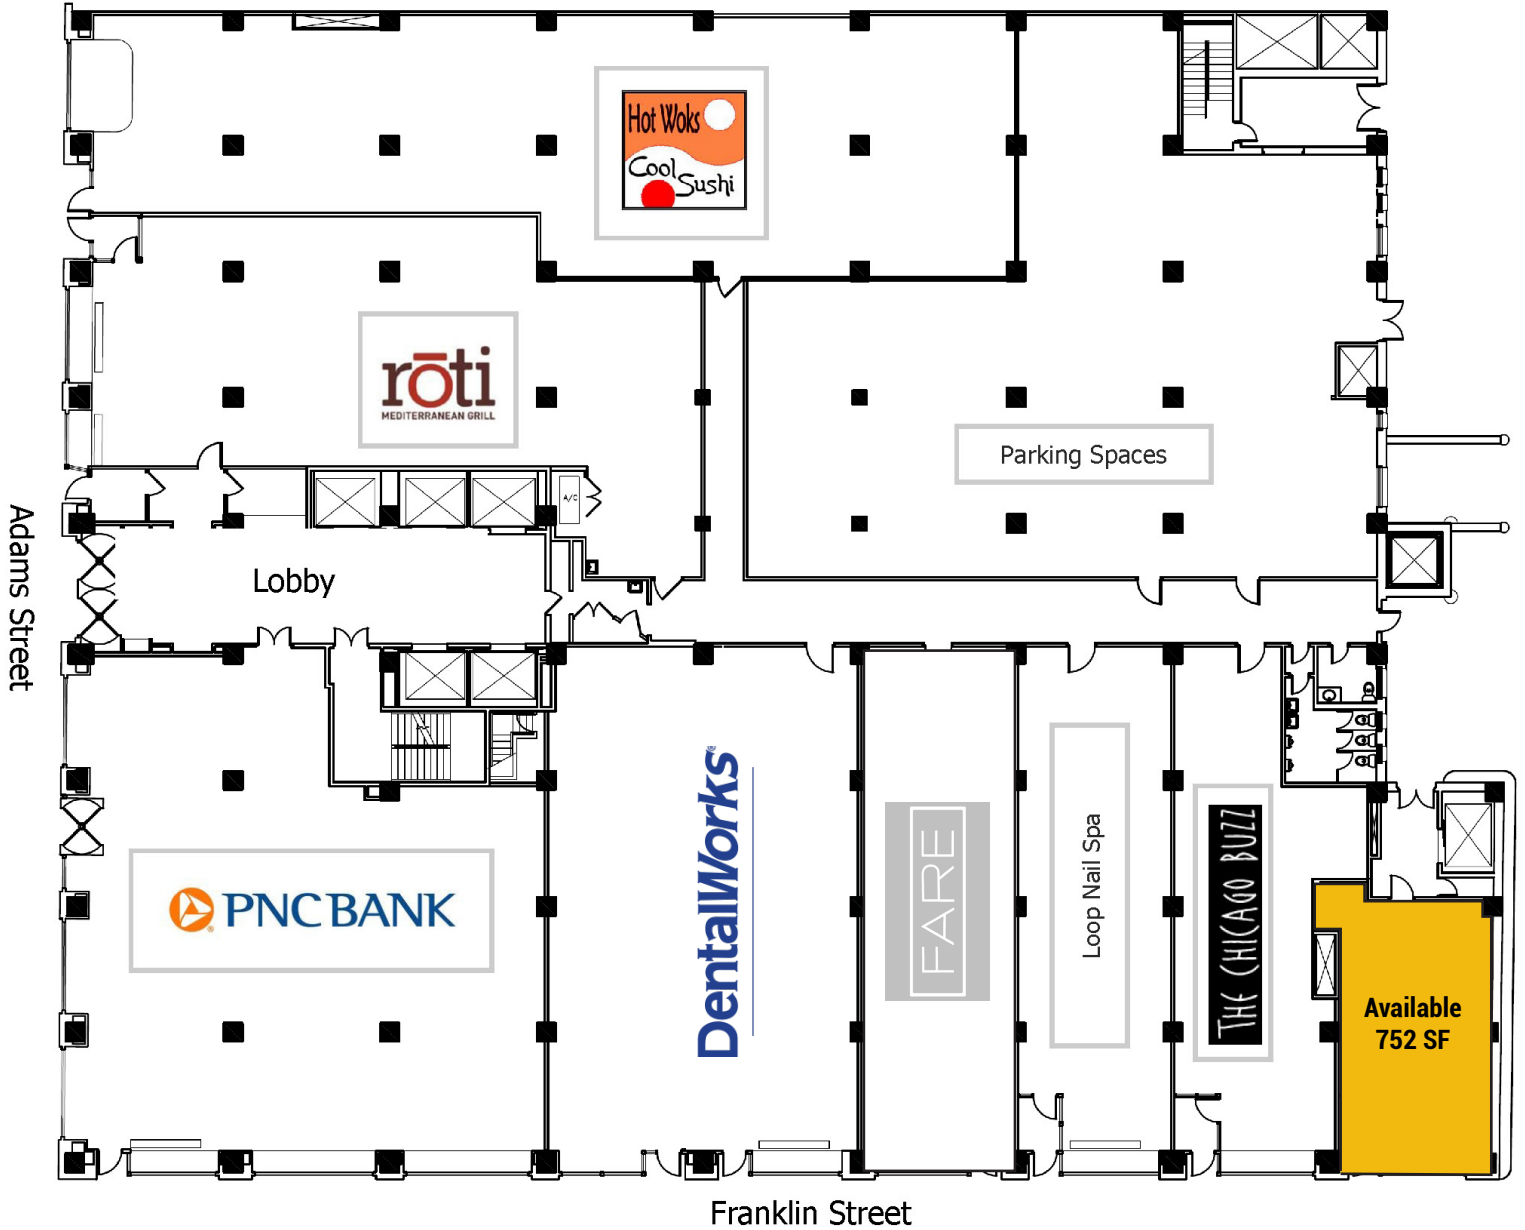 Hot Woks
Cool
Sushi
rōti
MEDITERRANEAN GRILL
Parking Spaces
A/C
Adams Street
Lobby
PNC BANK
DentalWorks®
FARE
Loop Nail Spa
THE CHICAGO BUZZ
Available
752 SF
Franklin Street